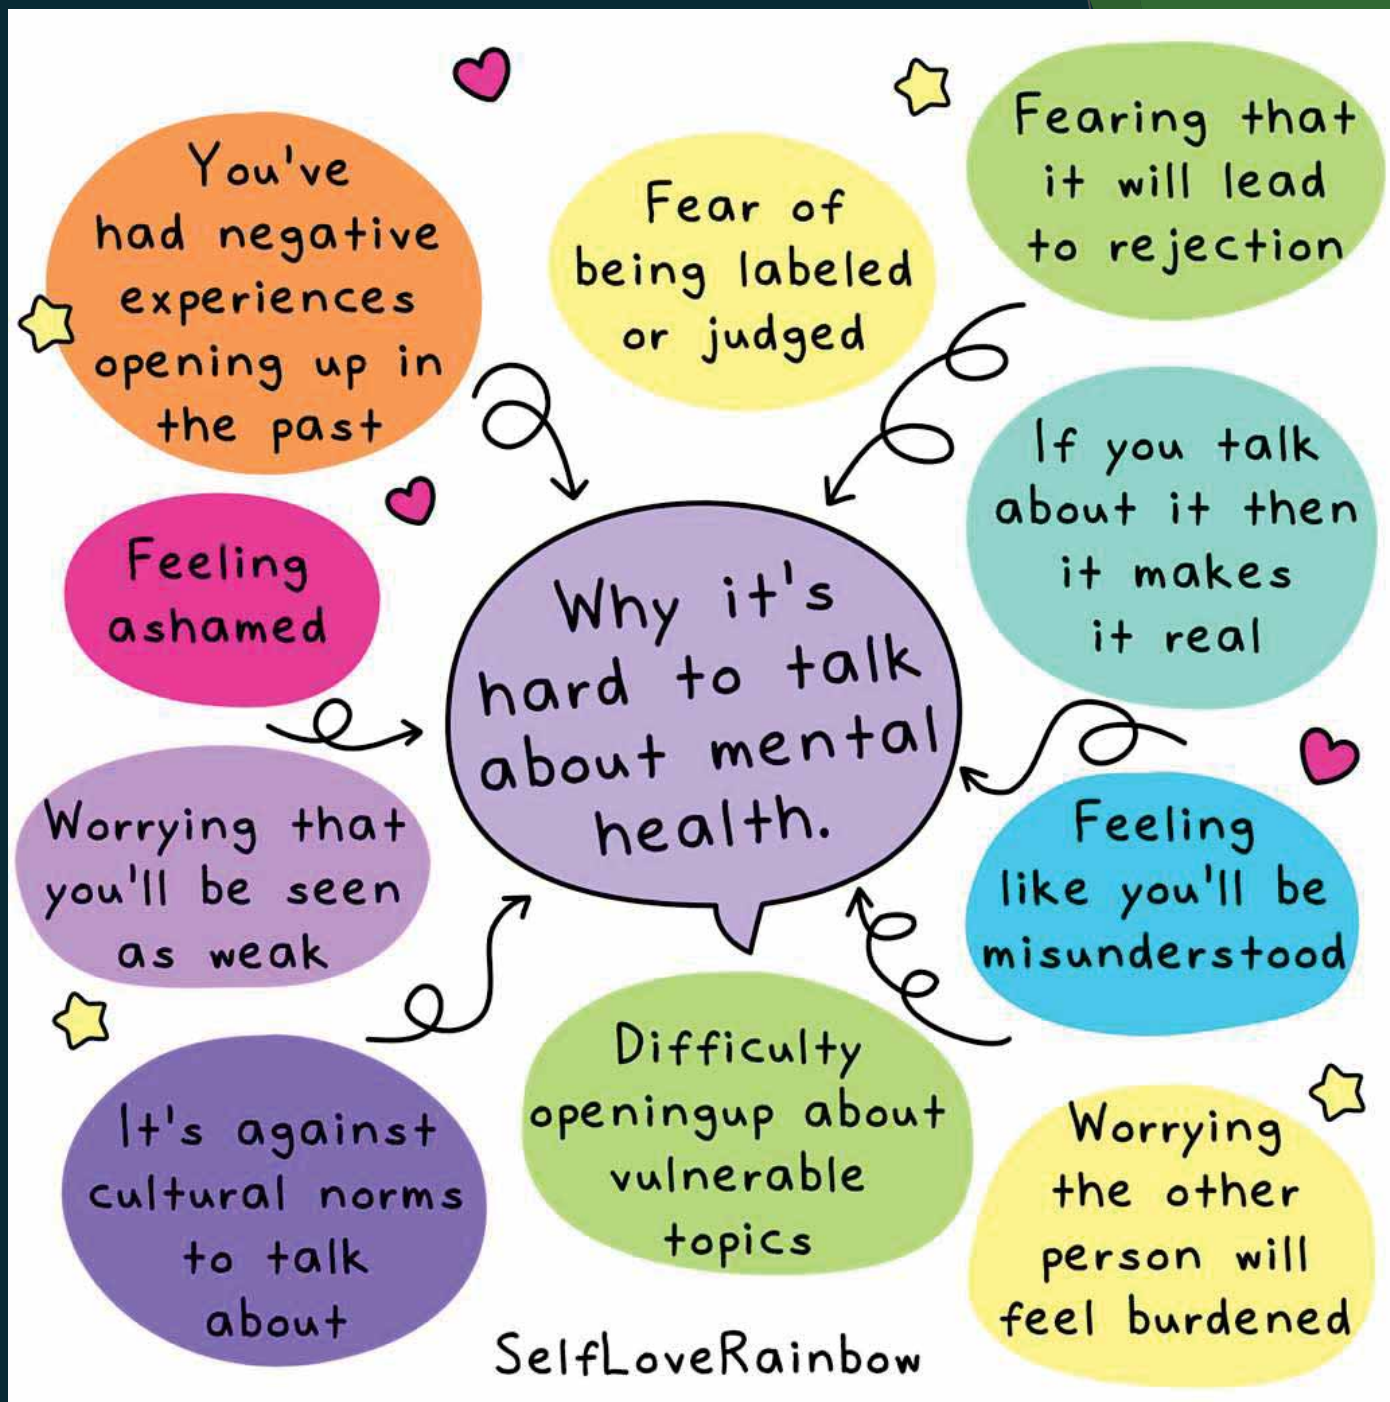 You've
had negative
experiences
opening up in
the past
Fear of
being labeled
or judged
Fearing that
it will lead
to rejection
If you talk
about it then
it makes
it real
Feeling
ashamed
Why it's
hard to talk
about mental
health.
Worrying that
you'll be seen
as weak
Feeling
like you'll be
misunderstood
It's against
cultural norms
to talk
about
Difficulty
openingup about
vulnerable
topics
Worrying
the other
person will
feel burdened
SelfLoveRainbow